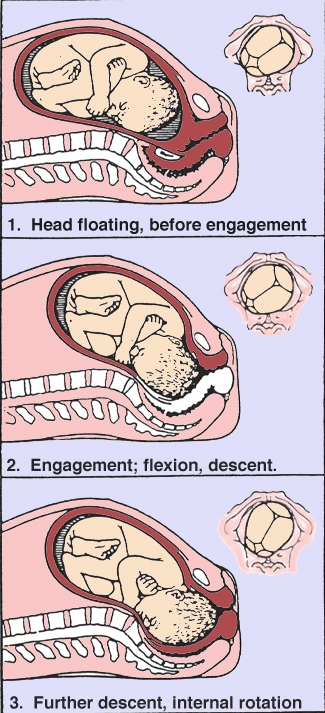 1. Head floating, before engagement
2. Engagement; flexion, descent.
3. Further descent, internal rotation